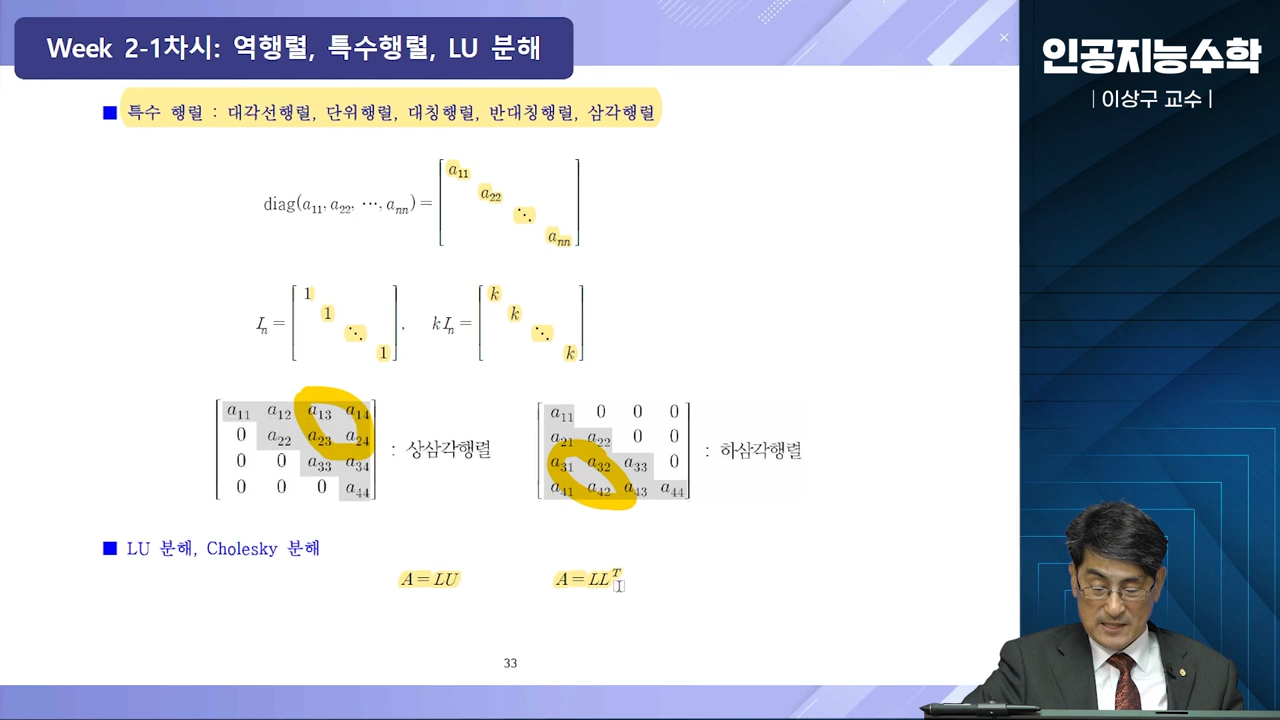 Week 2-1차시: 역행렬, 특수행렬, LU 분해
인공지능수학
| 이상구 교수 |
■ 특수 행렬 : 대각선행렬, 단위행렬, 대칭행렬, 반대칭행렬, 삼각행렬
diag(a₁₁, a₂₂, ⋯, aₙₙ) =
a₁₁
a₂₂
⋱
aₙₙ
Iₙ =
1
1
⋱
1
,
kIₙ =
k
k
⋱
k
a₁₁ a₁₂ a₁₃ a₁₄
0 a₂₂ a₂₃ a₂₄
0 0 a₃₃ a₃₄
0 0 0 a₄₄
: 상삼각행렬
a₁₁ 0 0 0
a₂₁ a₂₂ 0 0
a₃₁ a₃₂ a₃₃ 0
a₄₁ a₄₂ a₄₃ a₄₄
: 하삼각행렬
■ LU 분해, Cholesky 분해
A = LU A = LLᵀ
33